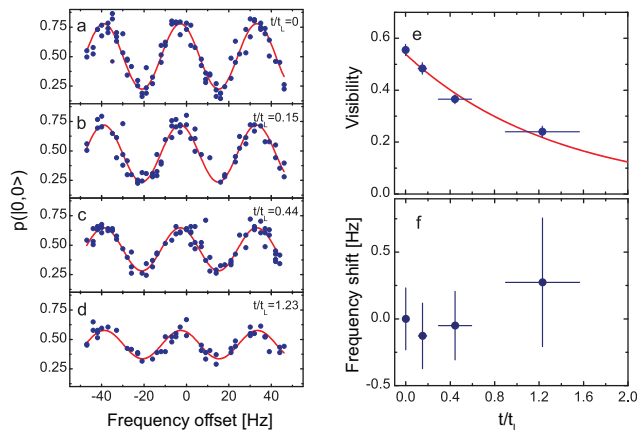 a
t/t_L=0
0.75
0.50
0.25
b
t/t_L=0.15
0.75
0.50
0.25
c
t/t_L=0.44
0.75
0.50
0.25
d
t/t_L=1.23
0.75
0.50
0.25
p(|0,0>)
-40 -20 0 20 40
Frequency offset [Hz]
e
0.6
0.4
0.2
0.0
Visibility
f
0.5
0.0
-0.5
Frequency shift [Hz]
0.0 0.4 0.8 1.2 1.6 2.0
t/t_L